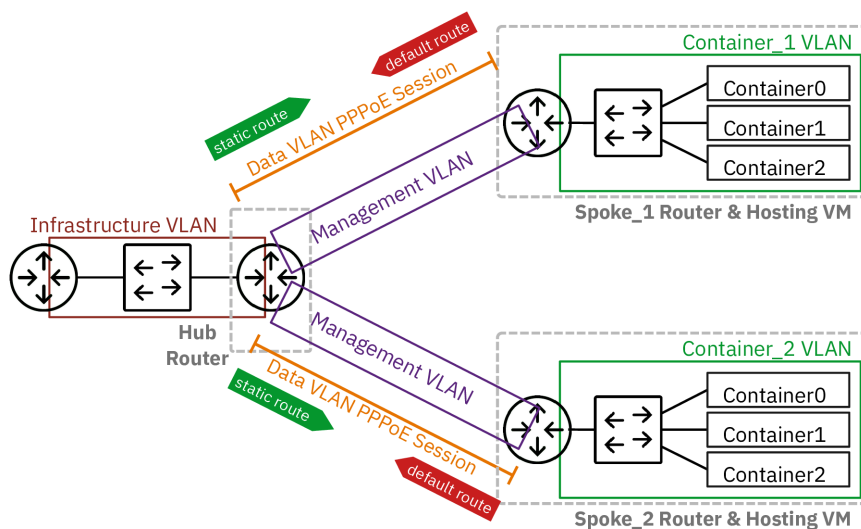 default route
Container_1 VLAN
static route
Data VLAN PPPoE Session
Container0
Container1
Container2
Management VLAN
Spoke_1 Router & Hosting VM
Infrastructure VLAN
Hub
Router
Management VLAN
Container_2 VLAN
static route
Data VLAN PPPoE Session
Container0
Container1
Container2
default route
Spoke_2 Router & Hosting VM